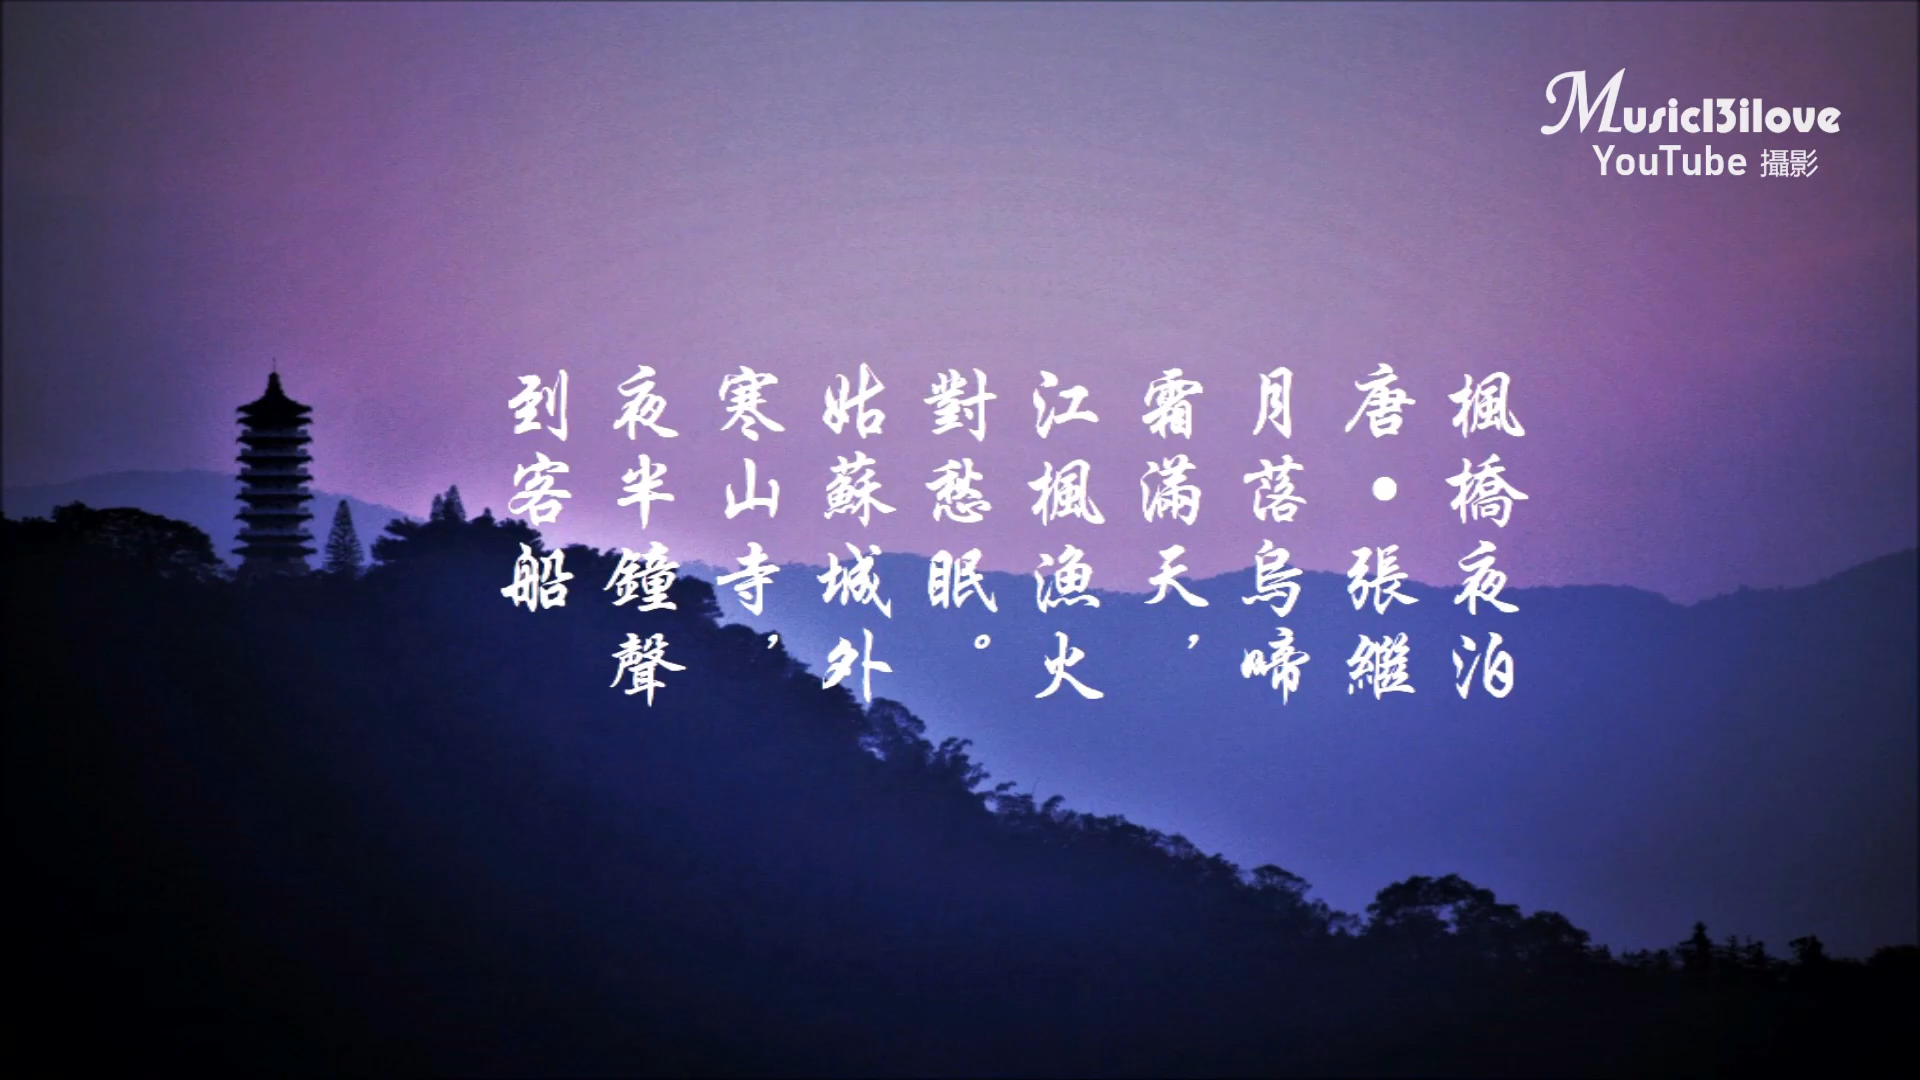 Music13ilove
YouTube 攝影
楓橋夜泊
唐•張繼
月落烏啼
霜滿天，
江楓漁火
對愁眠。
姑蘇城外
寒山寺，
夜半鐘聲
到客船